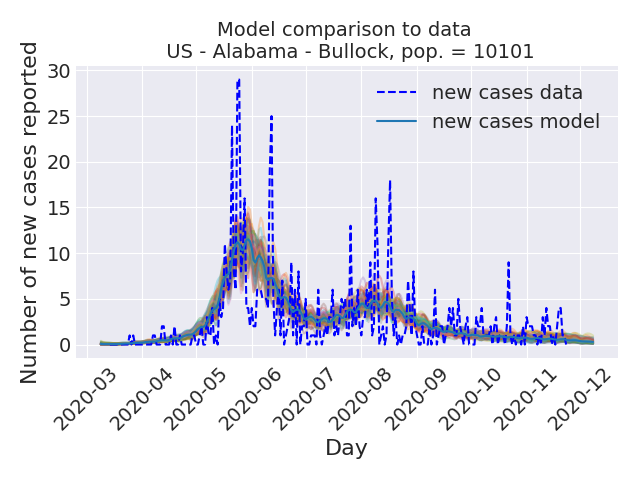 Model comparison to data
US - Alabama - Bullock, pop. = 10101
Number of new cases reported
30
25
20
15
10
5
0
new cases data
new cases model
2020-03
2020-04
2020-05
2020-06
2020-07
2020-08
2020-09
2020-10
2020-11
2020-12
Day